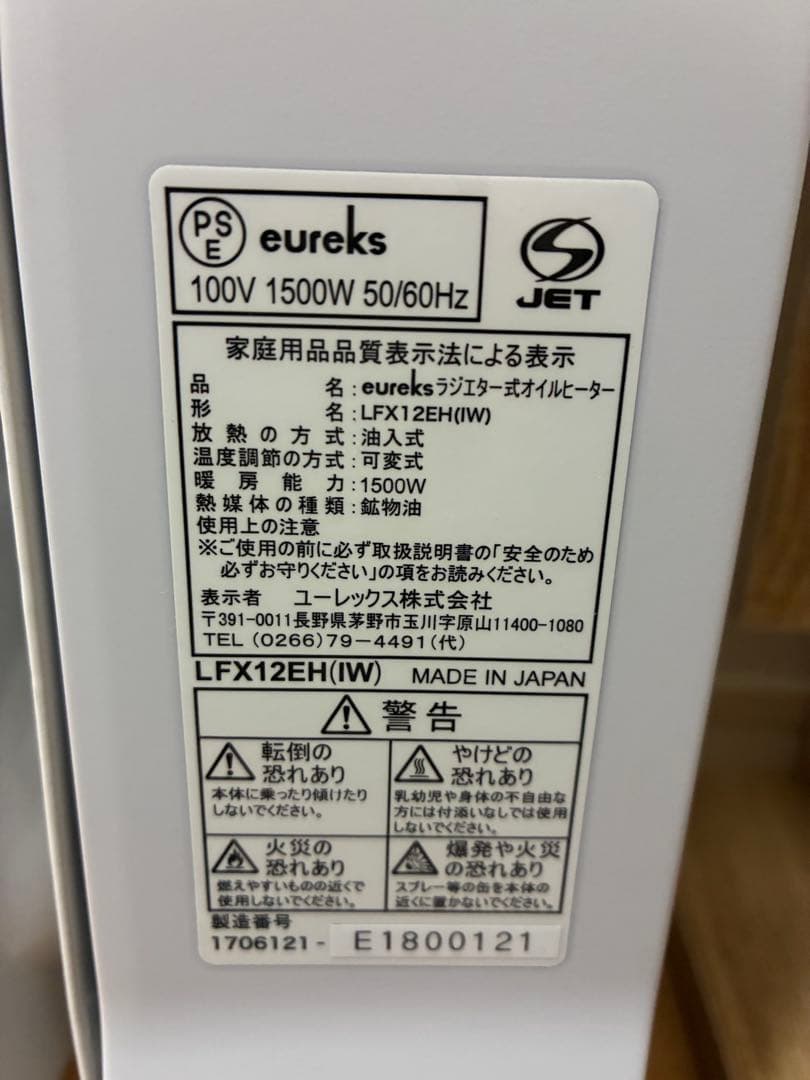 PSE eureks
100V 1500W 50/60Hz
JET
家庭用品品質表示法による表示
品名：eureksラジエター式オイルヒーター
形名：LFX12EH(IW)
放熱の方式：油入式
温度調節の方式：可変式
暖房能力：1500W
熱媒体の種類：鉱物油
使用上の注意
※ご使用の前に必ず取扱説明書の「安全のため
必ずお守りください」の項をお読みください。
表示者 ユーレックス株式会社
〒391-0011長野県茅野市玉川字原山11400-1080
TEL（0266）79－4491（代）
LFX12EH(IW) MADE IN JAPAN
警告
転倒の
恐れあり
本体に乗ったり傾けたり
しないでください。
やけどの
恐れあり
乳幼児や身体の不自由な
方には付添いなしでは使用
しないでください。
火災の
恐れあり
燃えやすいものの近くで
使用しないでください。
爆発や火災
の恐れあり
スプレー等の缶を本体の
近くに置かないでください。
製造番号
1706121- E1800121